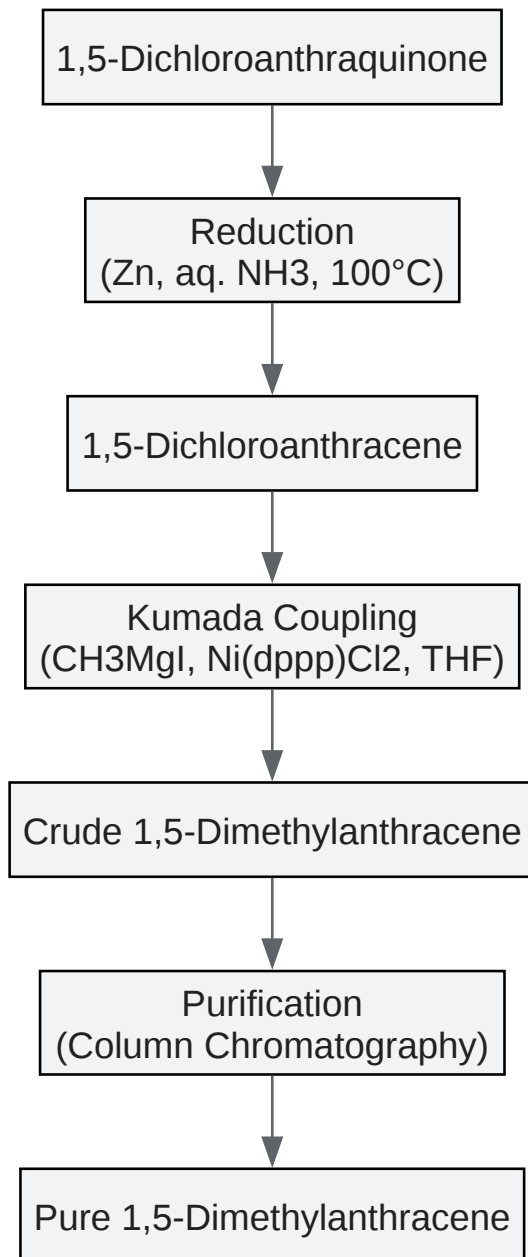 1,5-Dichloroanthraquinone
Reduction
(Zn, aq. NH3, 100°C)
1,5-Dichloroanthracene
Kumada Coupling
(CH3MgI, Ni(dppp)Cl2, THF)
Crude 1,5-Dimethylanthracene
Purification
(Column Chromatography)
Pure 1,5-Dimethylanthracene